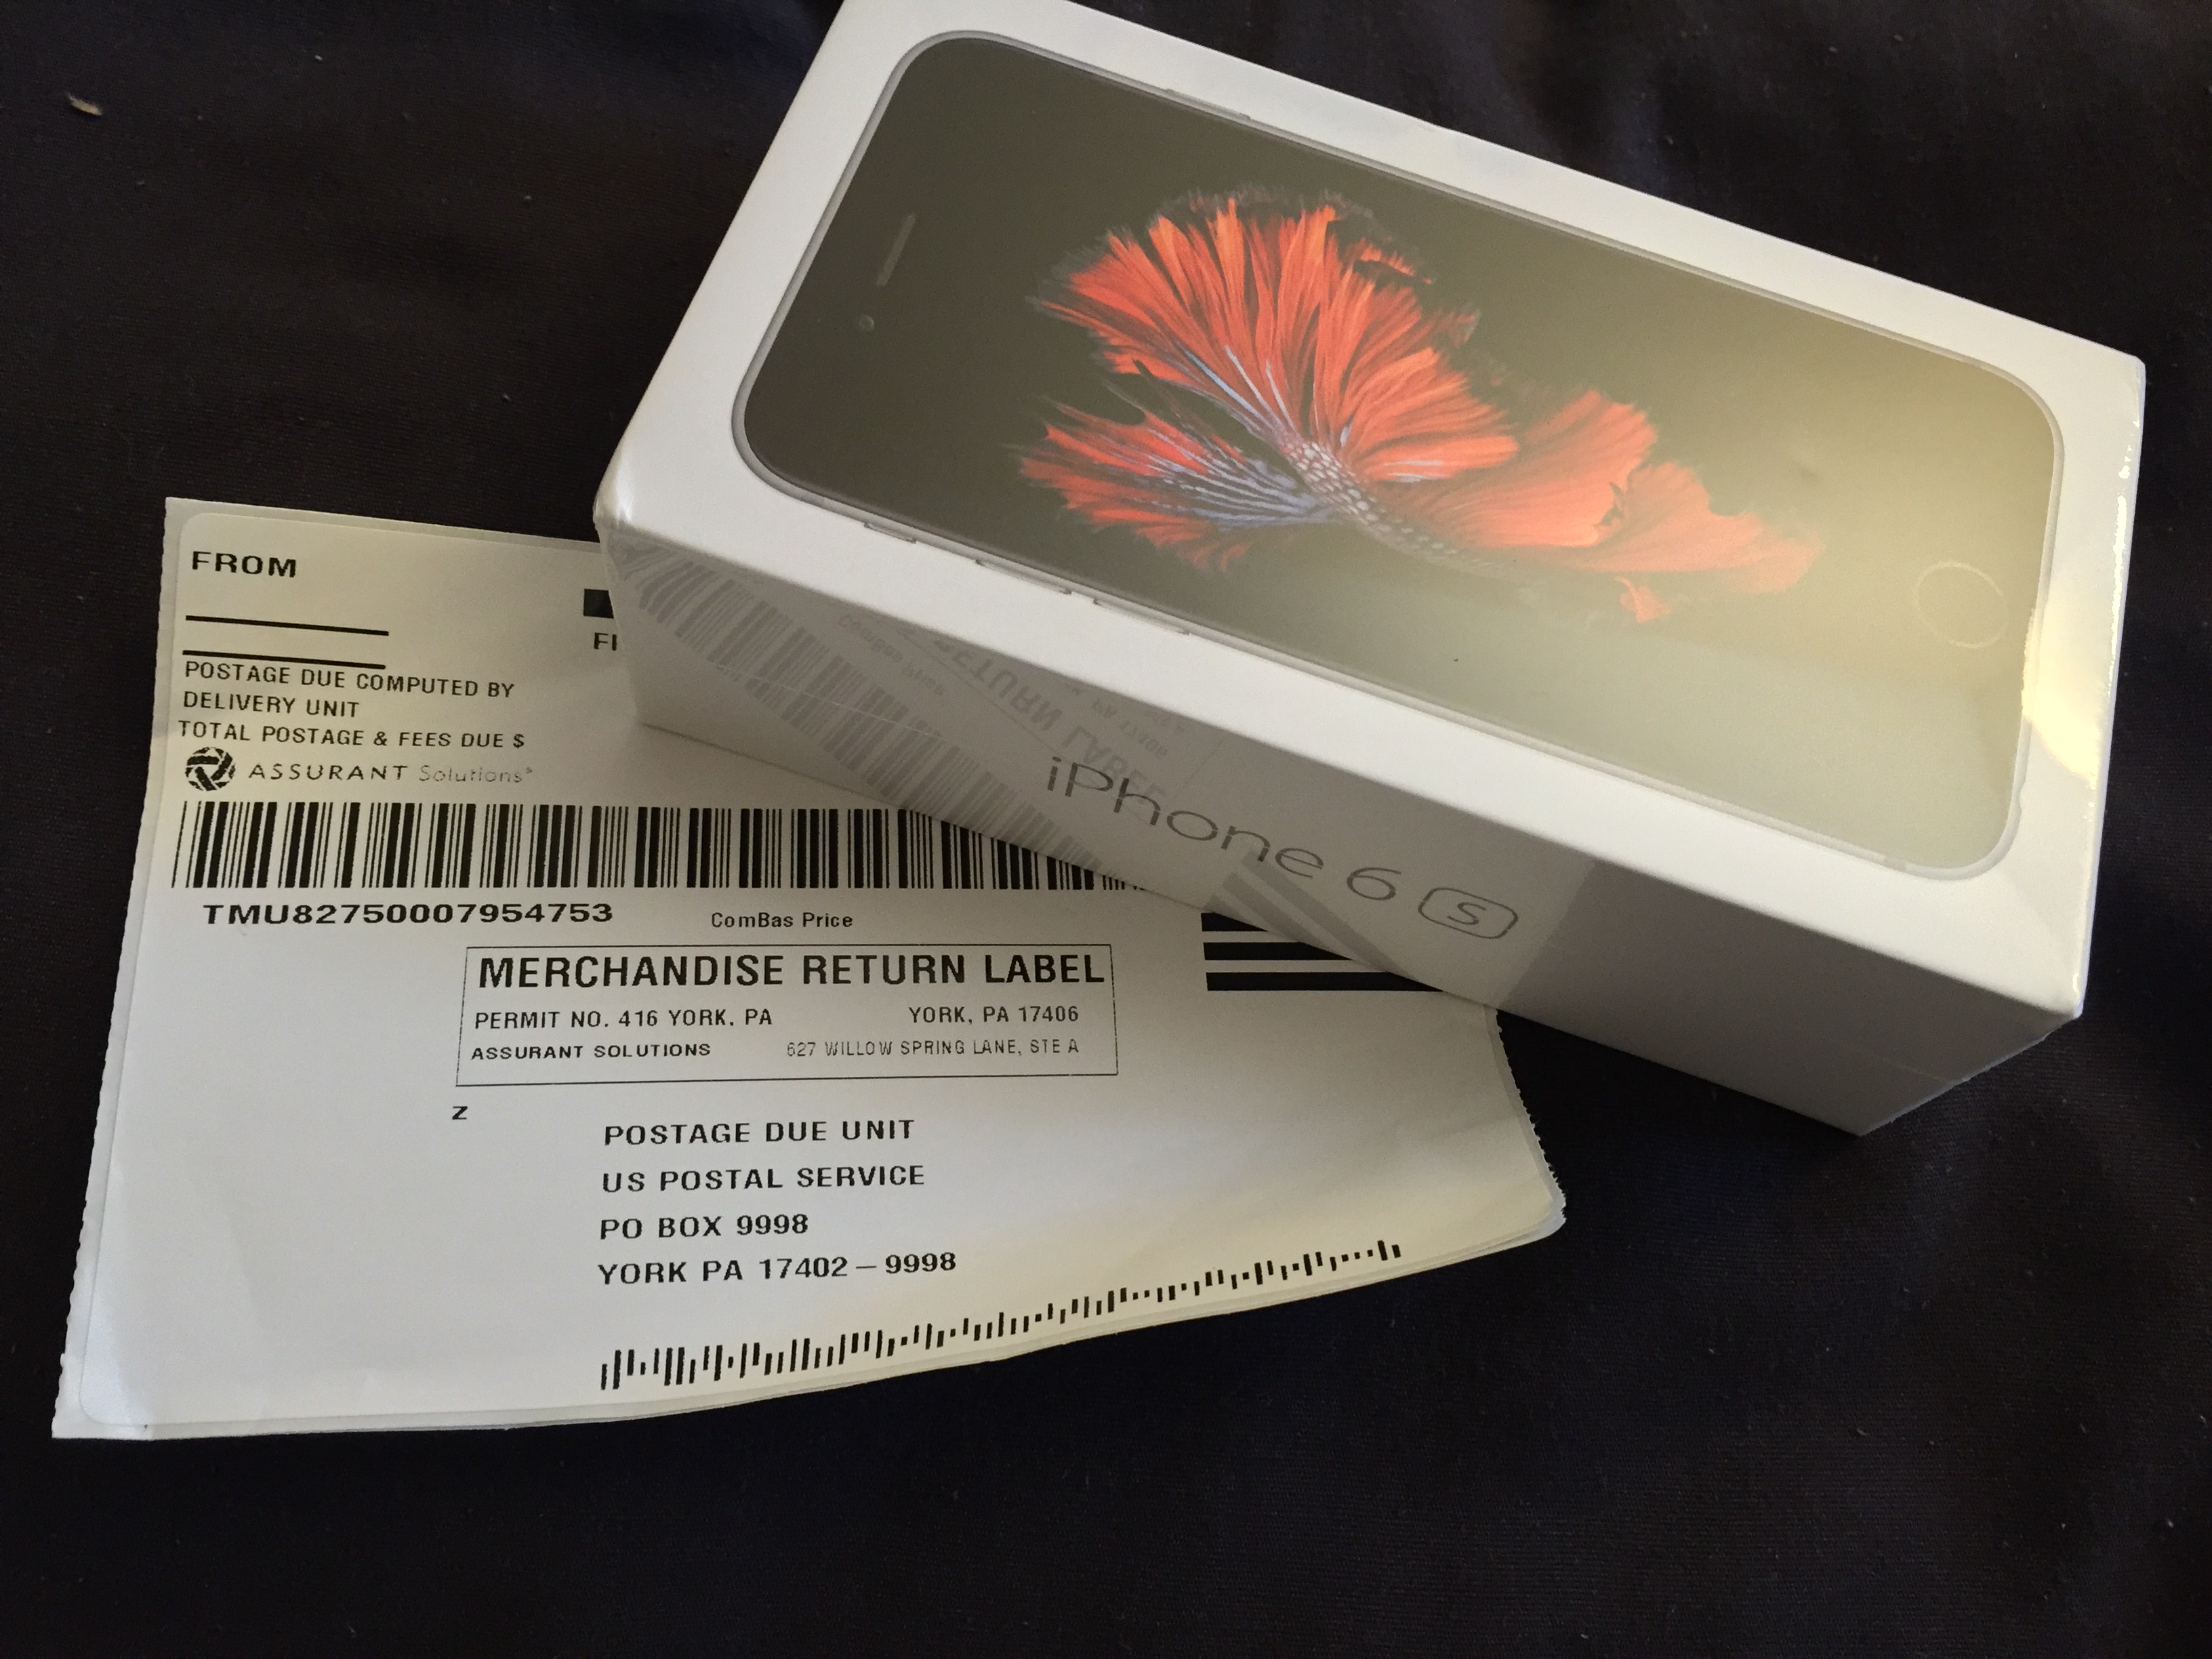 FROM
POSTAGE DUE COMPUTED BY
DELIVERY UNIT
TOTAL POSTAGE & FEES DUE $
ASSURANT Solutions®
TMU82750007954753 ComBas Price
MERCHANDISE RETURN LABEL
PERMIT NO. 416 YORK, PA YORK, PA 17406
ASSURANT SOLUTIONS 627 WILLOW SPRING LANE, STE A
Z
POSTAGE DUE UNIT
US POSTAL SERVICE
PO BOX 9998
YORK PA 17402-9998
iPhone 6 S